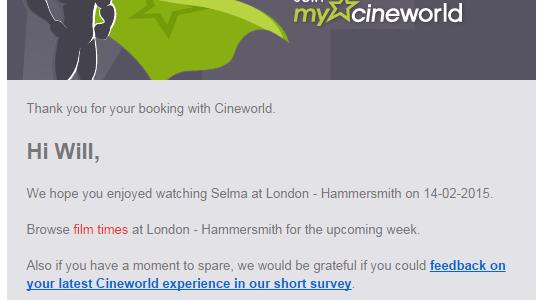 Join
my cineworld
Thank you for your booking with Cineworld.
Hi Will,
We hope you enjoyed watching Selma at London - Hammersmith on 14-02-2015.
Browse film times at London - Hammersmith for the upcoming week.
Also if you have a moment to spare, we would be grateful if you could feedback on
your latest Cineworld experience in our short survey.